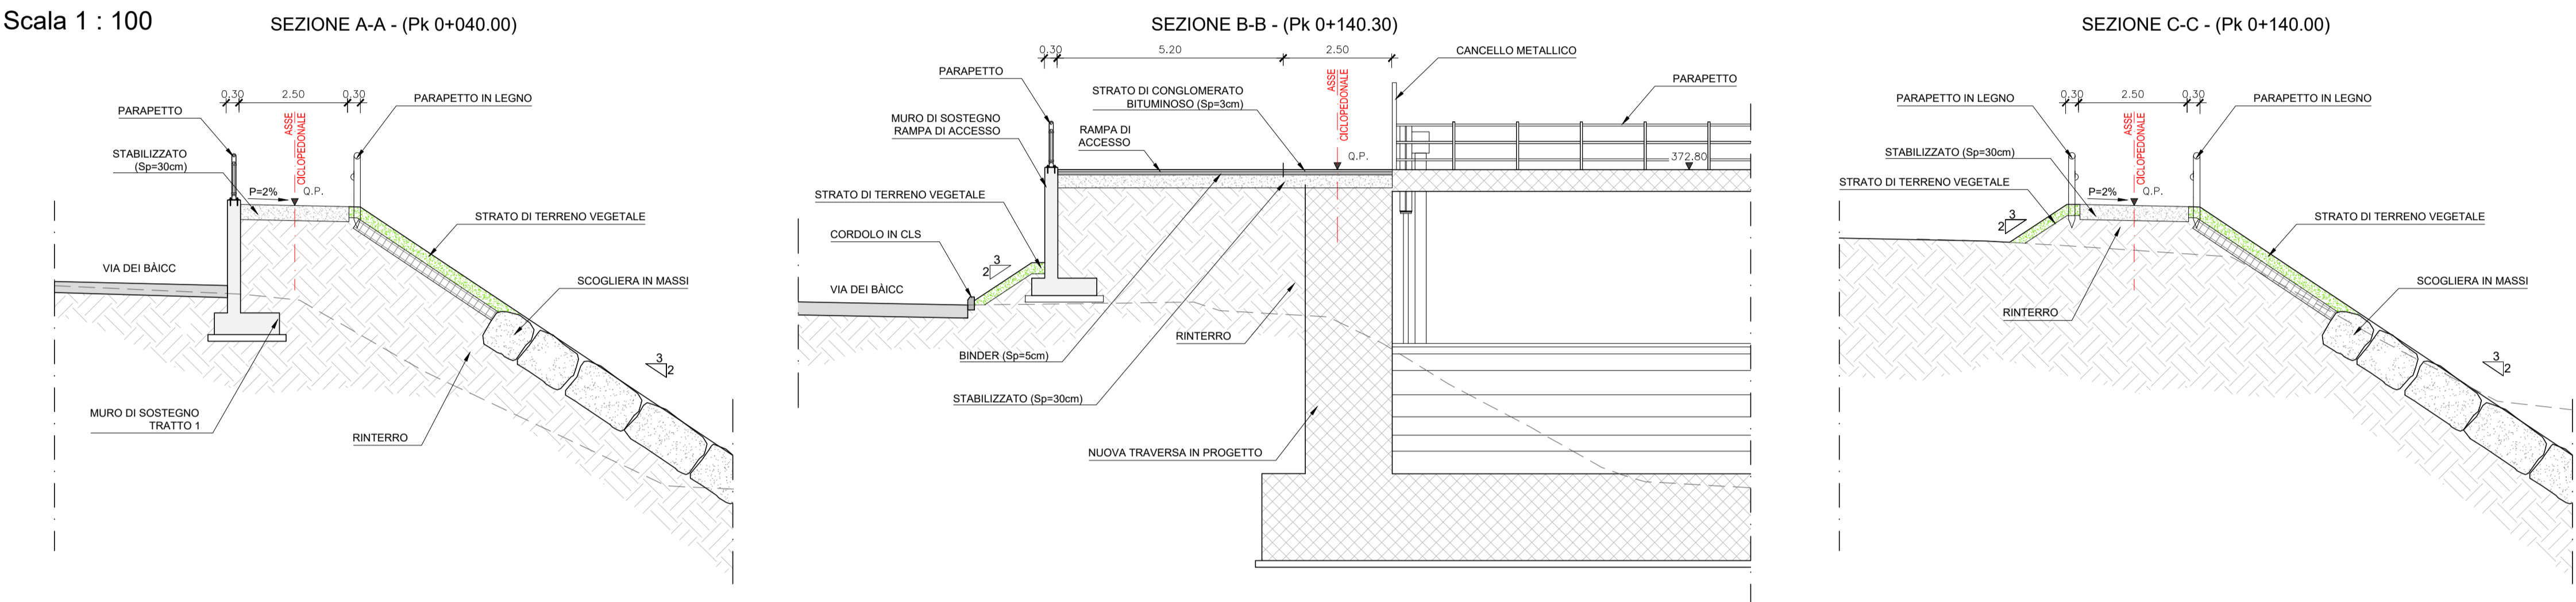 Scala 1 : 100
SEZIONE A-A - (Pk 0+040.00)
0.30 2.50 0.30
PARAPETTO
PARAPETTO IN LEGNO
ASSE
CICLOPEDONALE
STABILIZZATO
(Sp=30cm)
P=2%
Q.P.
STRATO DI TERRENO VEGETALE
VIA DEI BÀICC
SCOGLIERA IN MASSI
3
2
MURO DI SOSTEGNO
TRATTO 1
RINTERRO
SEZIONE B-B - (Pk 0+140.30)
0.30 5.20 2.50
CANCELLO METALLICO
PARAPETTO
PARAPETTO
ASSE
CICLOPEDONALE
STRATO DI CONGLOMERATO
BITUMINOSO (Sp=3cm)
MURO DI SOSTEGNO
RAMPA DI ACCESSO
RAMPA DI
ACCESSO
Q.P.
372.80
STRATO DI TERRENO VEGETALE
CORDOLO IN CLS
3
2
VIA DEI BÀICC
RINTERRO
BINDER (Sp=5cm)
STABILIZZATO (Sp=30cm)
NUOVA TRAVERSA IN PROGETTO
SEZIONE C-C - (Pk 0+140.00)
0.30 2.50 0.30
PARAPETTO IN LEGNO
PARAPETTO IN LEGNO
ASSE
CICLOPEDONALE
STABILIZZATO (Sp=30cm)
STRATO DI TERRENO VEGETALE
P=2%
Q.P.
3
2
STRATO DI TERRENO VEGETALE
SCOGLIERA IN MASSI
RINTERRO
3
2